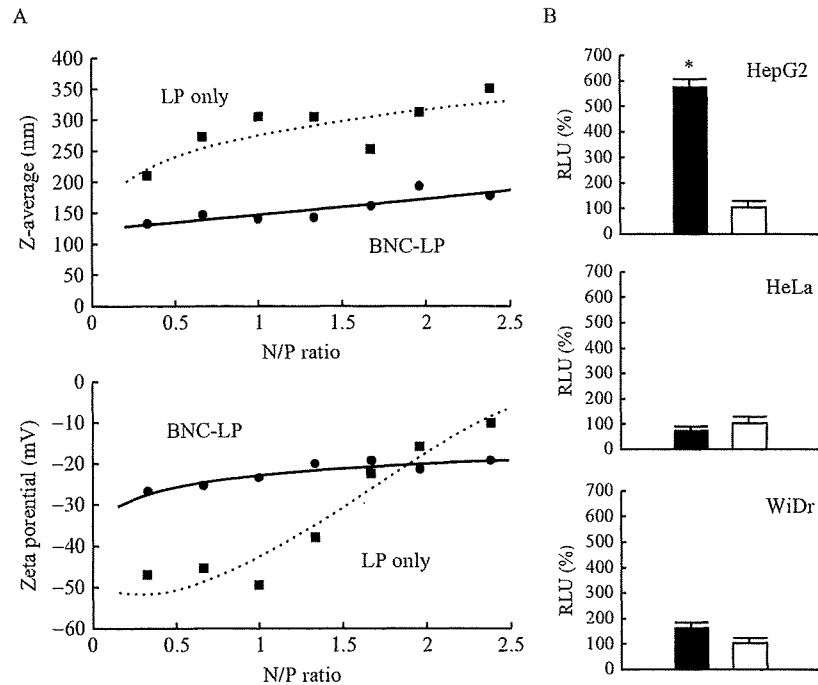 A
400
350
300
250
200
150
100
50
0
Z-average (nm)
LP only
BNC-LP
0 0.5 1 1.5 2 2.5
N/P ratio
0
−10
−20
−30
−40
−50
−60
Zeta porential (mV)
BNC-LP
LP only
0 0.5 1 1.5 2 2.5
N/P ratio
B
700
600
500
400
300
200
100
0
RLU (%)
*
HepG2
700
600
500
400
300
200
100
0
RLU (%)
HeLa
700
600
500
400
300
200
100
0
RLU (%)
WiDr